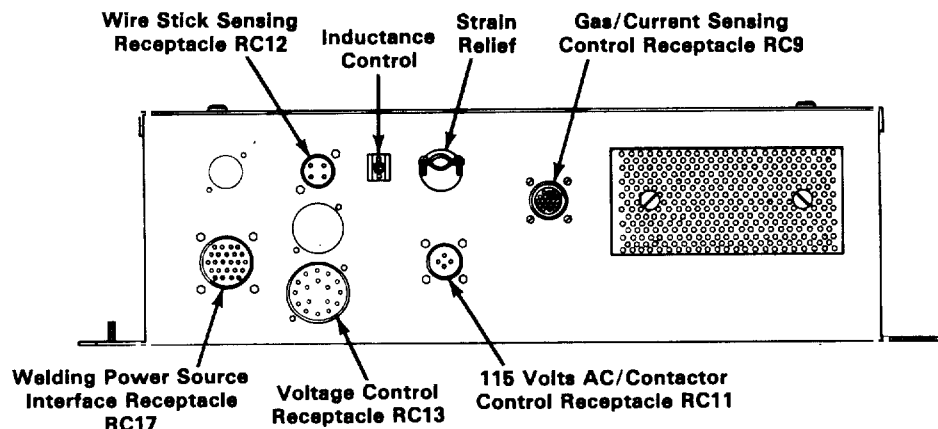 Wire Stick Sensing
Receptacle RC12
Inductance
Control
Strain
Relief
Gas/Current Sensing
Control Receptacle RC9
Welding Power Source
Interface Receptacle
RC17
Voltage Control
Receptacle RC13
115 Volts AC/Contactor
Control Receptacle RC11